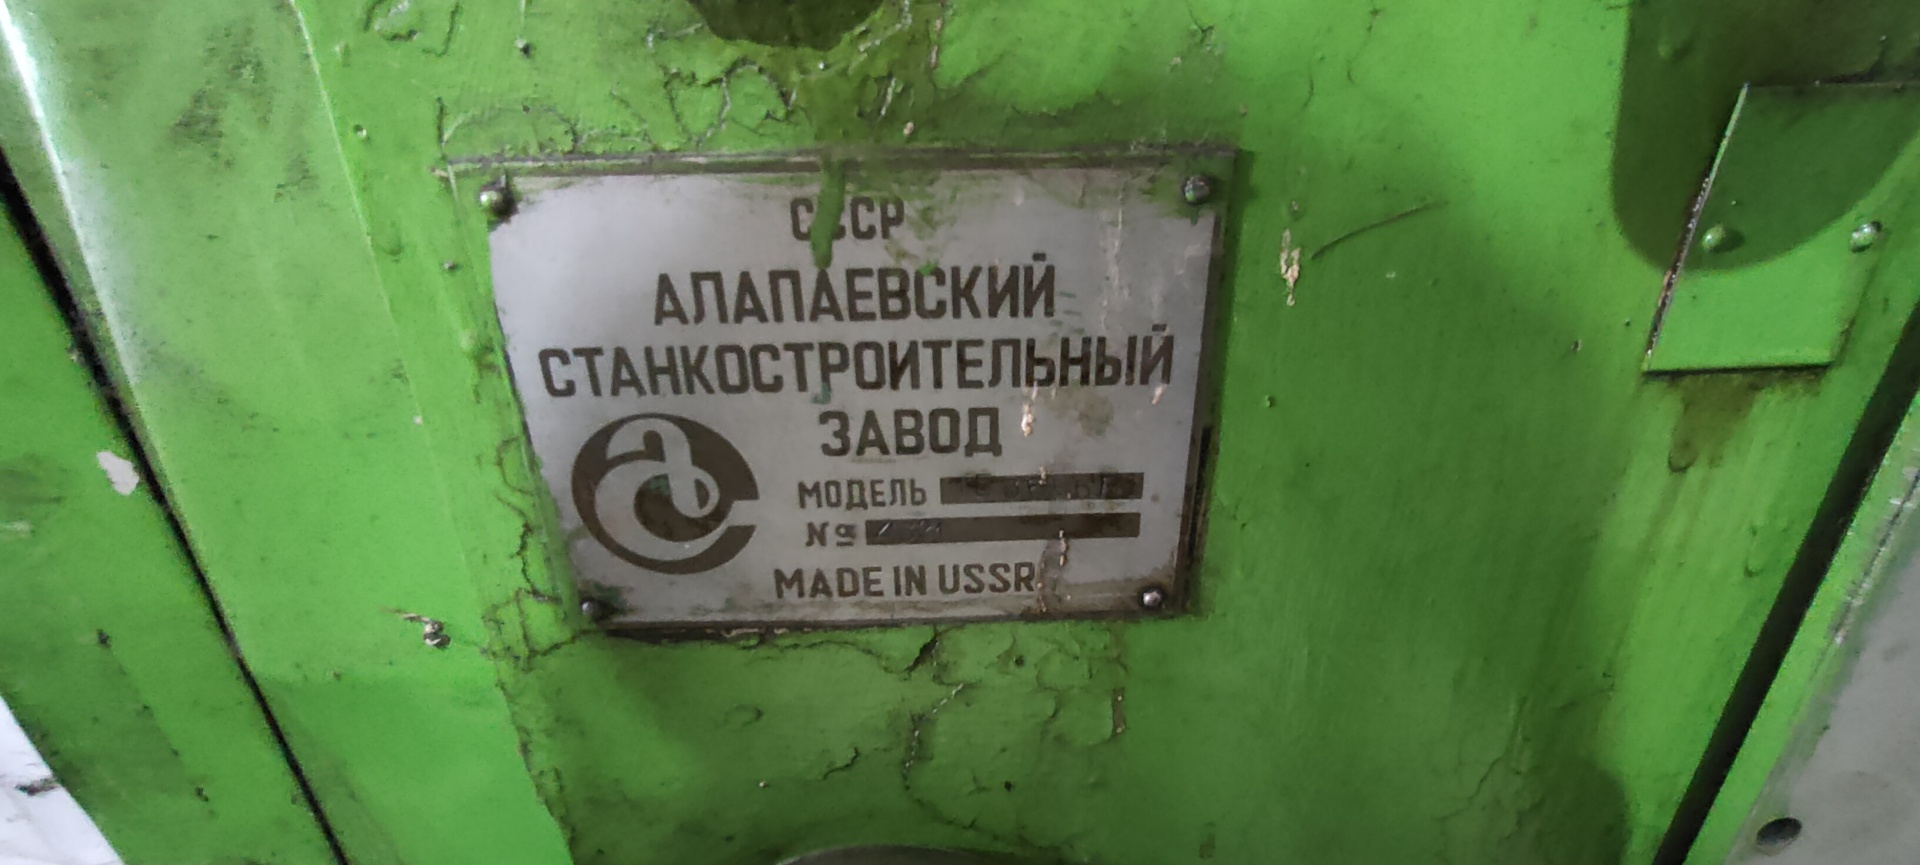 СССР
АЛАПАЕВСКИЙ
СТАНКОСТРОИТЕЛЬНЫЙ
ЗАВОД
МОДЕЛЬ
№
MADE IN USSR